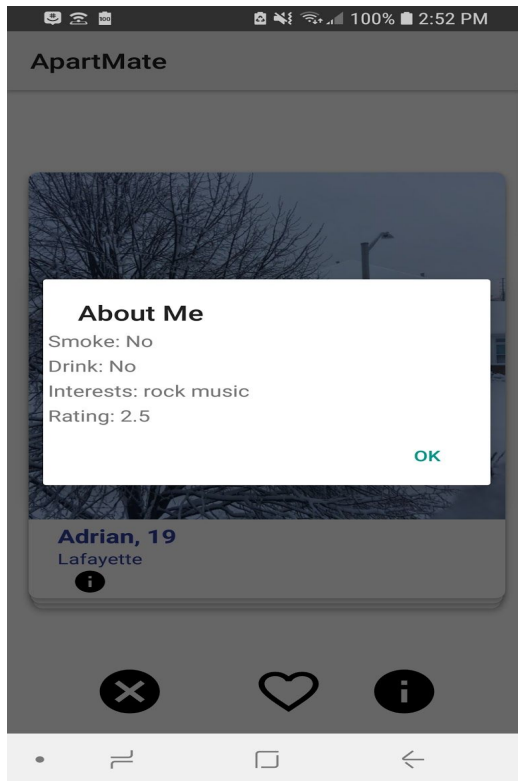 100% 2:52 PM
ApartMate
About Me
Smoke: No
Drink: No
Interests: rock music
Rating: 2.5
OK
Adrian, 19
Lafayette